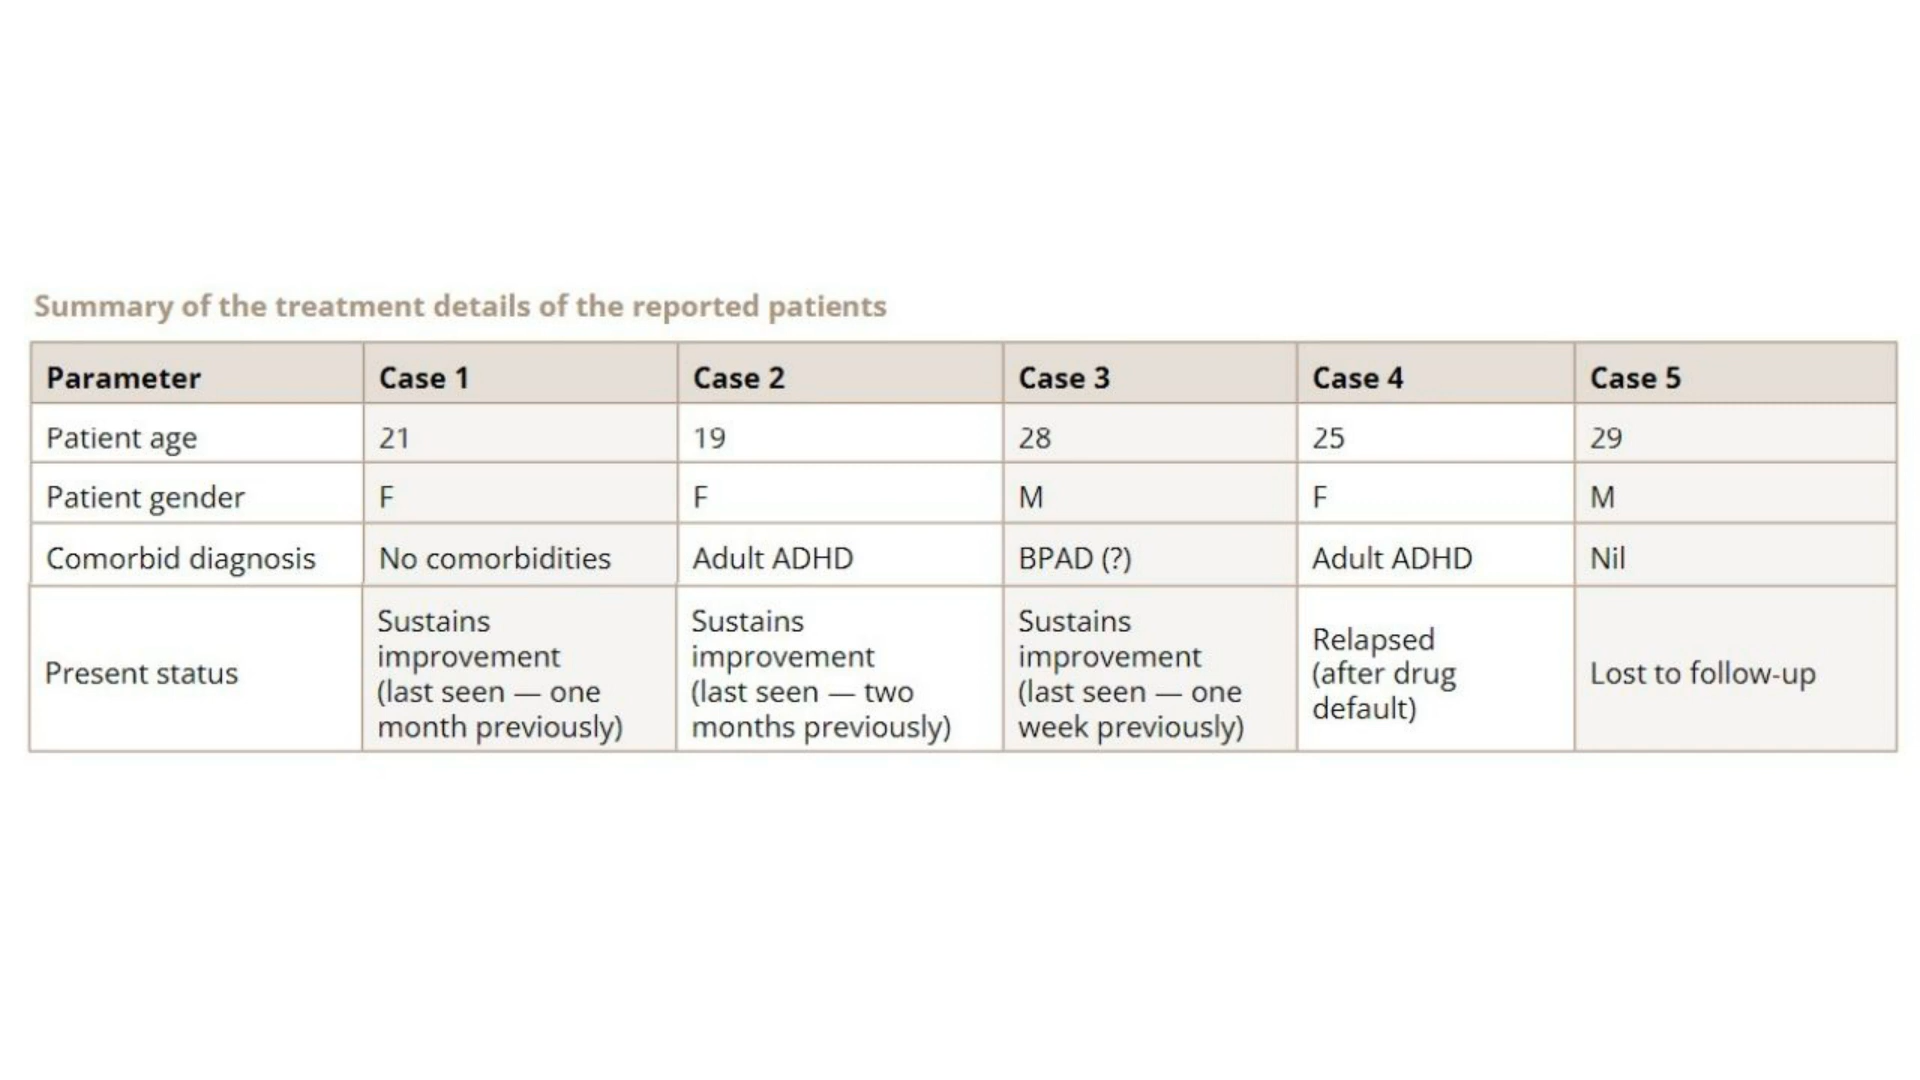 Summary of the treatment details of the reported patients
Parameter Case 1 Case 2 Case 3 Case 4 Case 5
Patient age 21 19 28 25 29
Patient gender F F M F M
Comorbid diagnosis No comorbidities Adult ADHD BPAD (?) Adult ADHD Nil
Present status
Sustains
improvement
(last seen — one
month previously)
Sustains
improvement
(last seen — two
months previously)
Sustains
improvement
(last seen — one
week previously)
Relapsed
(after drug
default)
Lost to follow-up